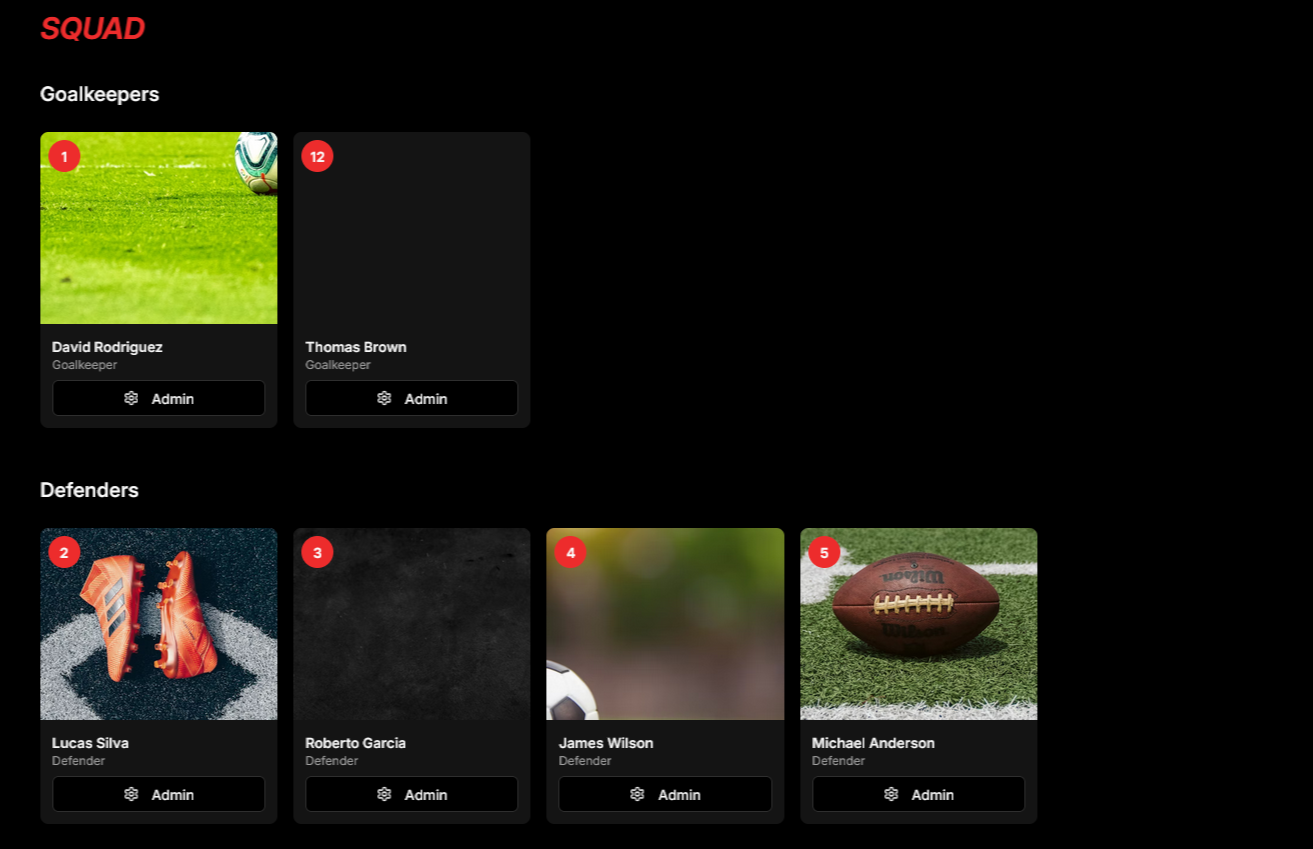 SQUAD
Goalkeepers
1
12
David Rodriguez
Goalkeeper
Admin
Thomas Brown
Goalkeeper
Admin
Defenders
2
3
4
5
Wilson
Wilson
Lucas Silva
Defender
Admin
Roberto Garcia
Defender
Admin
James Wilson
Defender
Admin
Michael Anderson
Defender
Admin